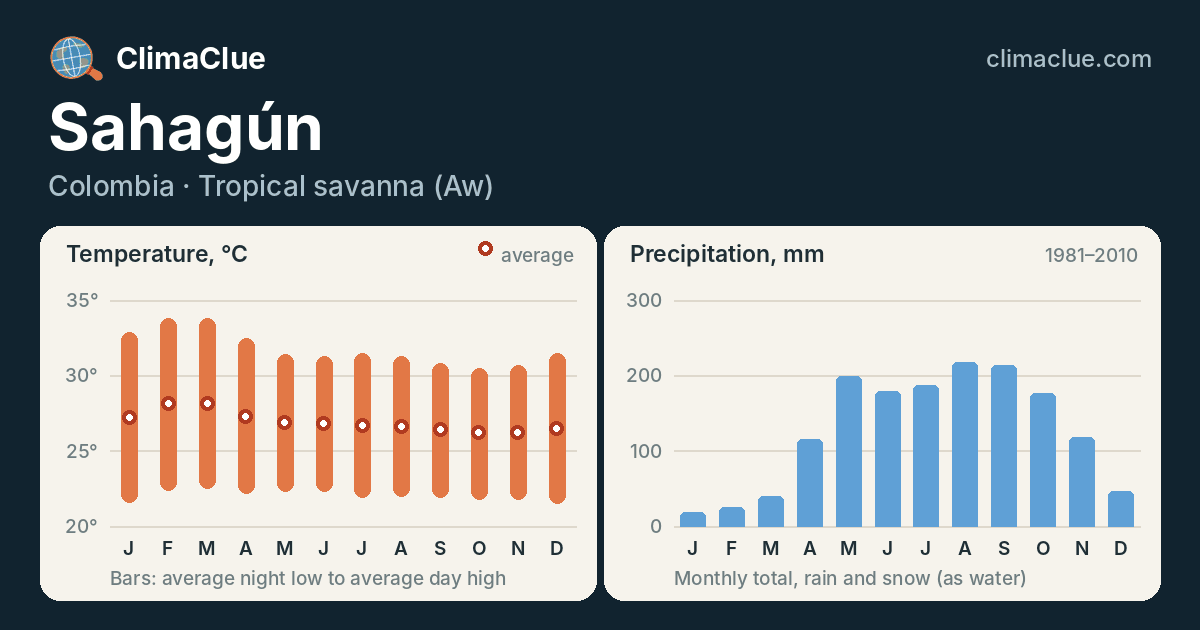 ClimaClue
climaclue.com
Sahagún
Colombia · Tropical savanna (Aw)
Temperature, °C
average
35°
30°
25°
20°
J F M A M J J A S O N D
Bars: average night low to average day high
Precipitation, mm
1981–2010
300
200
100
0
J F M A M J J A S O N D
Monthly total, rain and snow (as water)